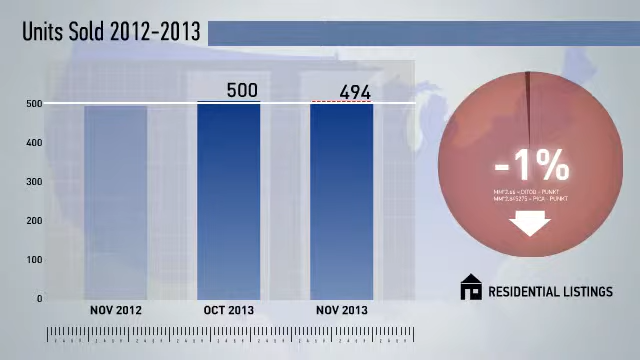 Units Sold 2012-2013
500
494
500
400
300
200
100
0
NOV 2012
OCT 2013
NOV 2013
-1%
RESIDENTIAL LISTINGS